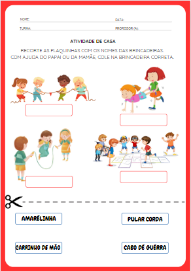 NOME: DATA:
TURMA: PROFESSOR(A):
ATIVIDADE DE CASA
RECORTE AS PLAQUINHAS COM OS NOMES DAS BRINCADEIRAS
COM AJUDA DO PAPAI OU DA MAMÃE, COLE NA BRINCADEIRA CORRETA.
AMARELINHA PULAR CORDA
CARRINHO DE MÃO CABO DE GUERRA